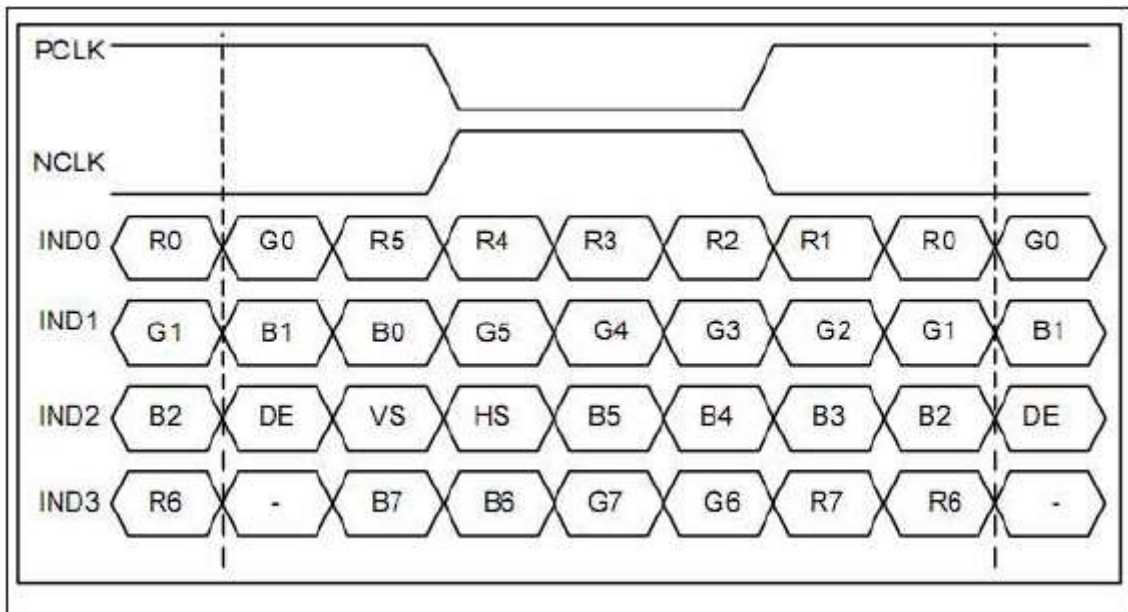 PCLK
NCLK
IND0 R0 G0 R5 R4 R3 R2 R1 R0 G0
IND1 G1 B1 B0 G5 G4 G3 G2 G1 B1
IND2 B2 DE VS HS B5 B4 B3 B2 DE
IND3 R6 - B7 B6 G7 G6 R7 R6 -